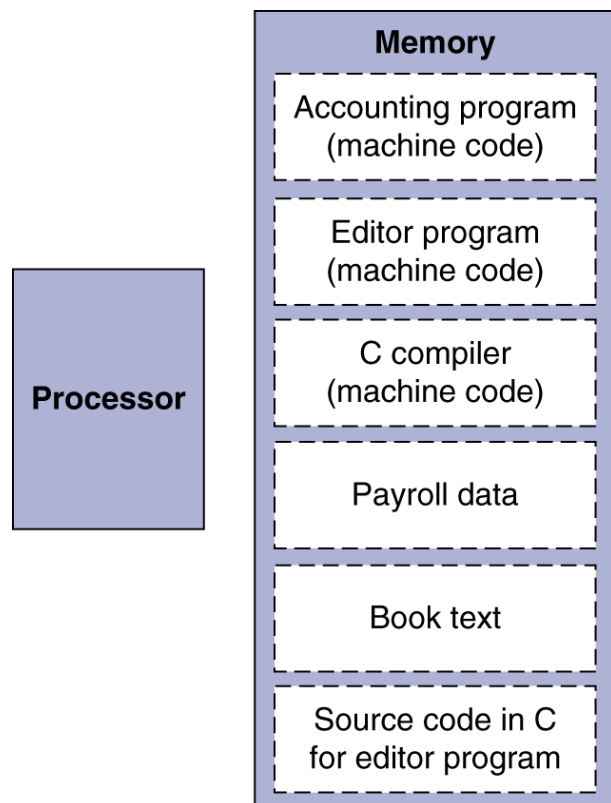 Memory
Accounting program
(machine code)
Editor program
(machine code)
C compiler
(machine code)
Processor
Payroll data
Book text
Source code in C
for editor program